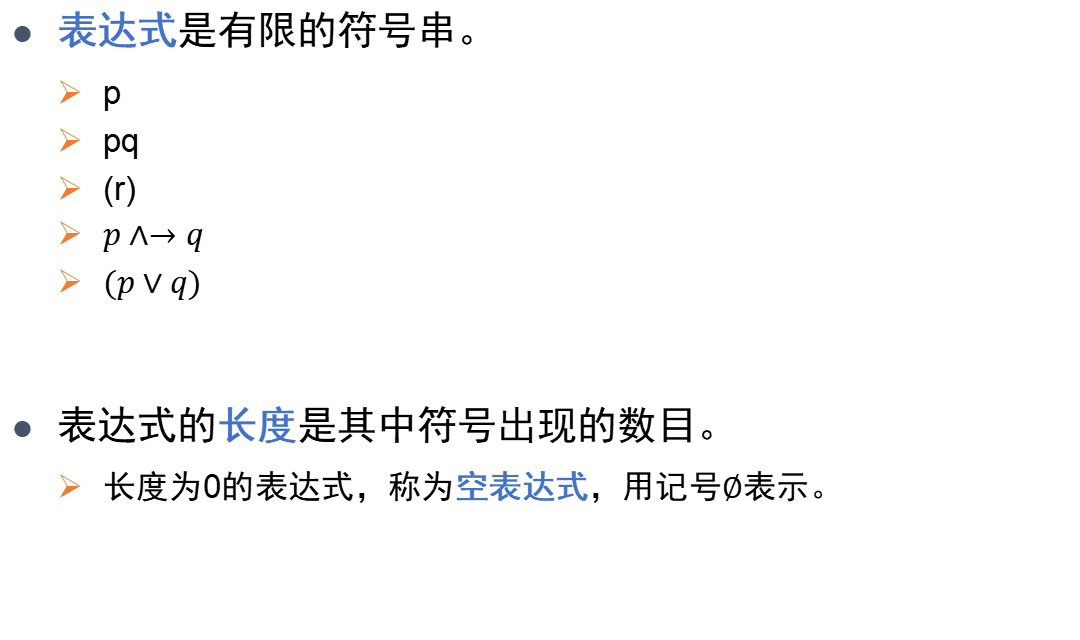 ● 表达式是有限的符号串。
➢ p
➢ pq
➢ (r)
➢ p ∧→ q
➢ (p ∨ q)
● 表达式的长度是其中符号出现的数目。
➢ 长度为0的表达式，称为空表达式，用记号∅表示。